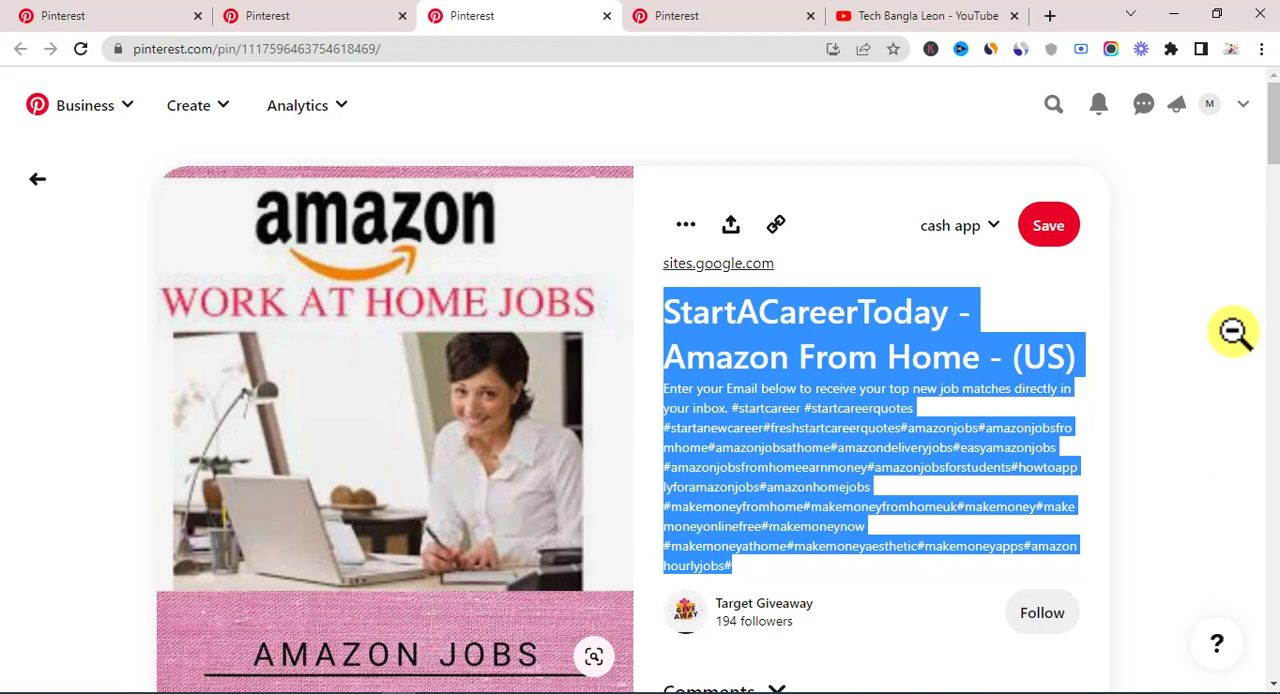 Pinterest
Pinterest
Pinterest
Pinterest
Tech Bangla Leon - YouTube
pinterest.com/pin/1117596463754618469/
Business
Create
Analytics
M
amazon
WORK AT HOME JOBS
AMAZON JOBS
cash app
Save
sites.google.com
StartACareerToday -
Amazon From Home - (US)
Enter your Email below to receive your top new job matches directly in
your inbox. #startcareer #startcareerquotes
#startanewcareer#freshstartcareerquotes#amazonjobs#amazonjobsfro
mhome#amazonjobsathome#amazondeliveryjobs#easyamazonjobs
#amazonjobsfromhomeearnmoney#amazonjobsforstudents#howtoapp
lyforamazonjobs#amazonhomejobs
#makemoneyfromhome#makemoneyfromhomeuk#makemoney#make
moneyonlinefree#makemoneynow
#makemoneyathome#makemoneyaesthetic#makemoneyapps#amazon
hourlyjobs#
GIVE
AWAY
Target Giveaway
194 followers
Follow
?
Comments